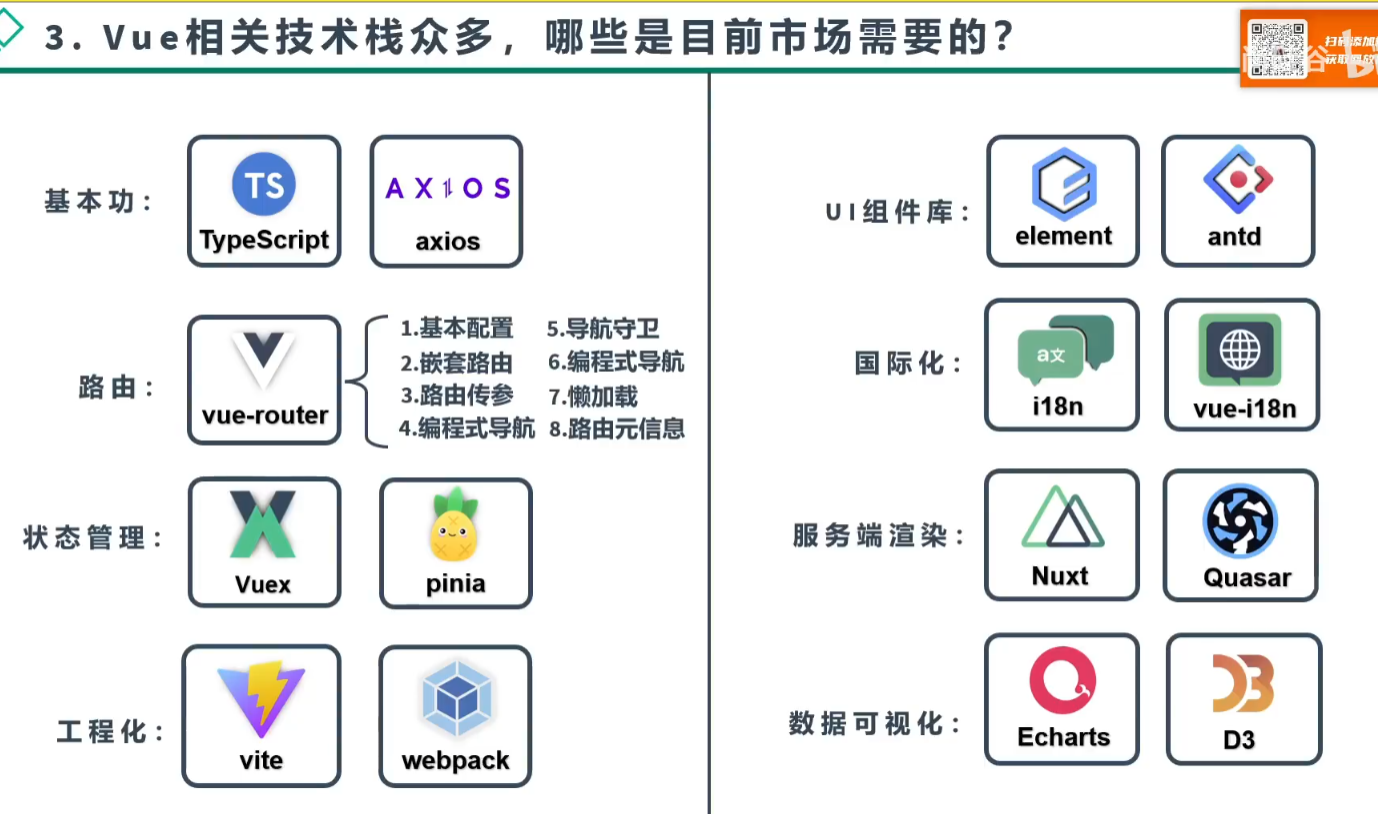 3. Vue相关技术栈众多，哪些是目前市场需要的？
扫码添加
基本功：
TS
TypeScript
AXIOS
axios
路由：
vue-router
1.基本配置
2.嵌套路由
3.路由传参
4.编程式导航
5.导航守卫
6.编程式导航
7.懒加载
8.路由元信息
状态管理：
Vuex
pinia
工程化：
vite
webpack
UI组件库：
element
antd
国际化：
a文
i18n
vue-i18n
服务端渲染：
Nuxt
Quasar
数据可视化：
Echarts
D3